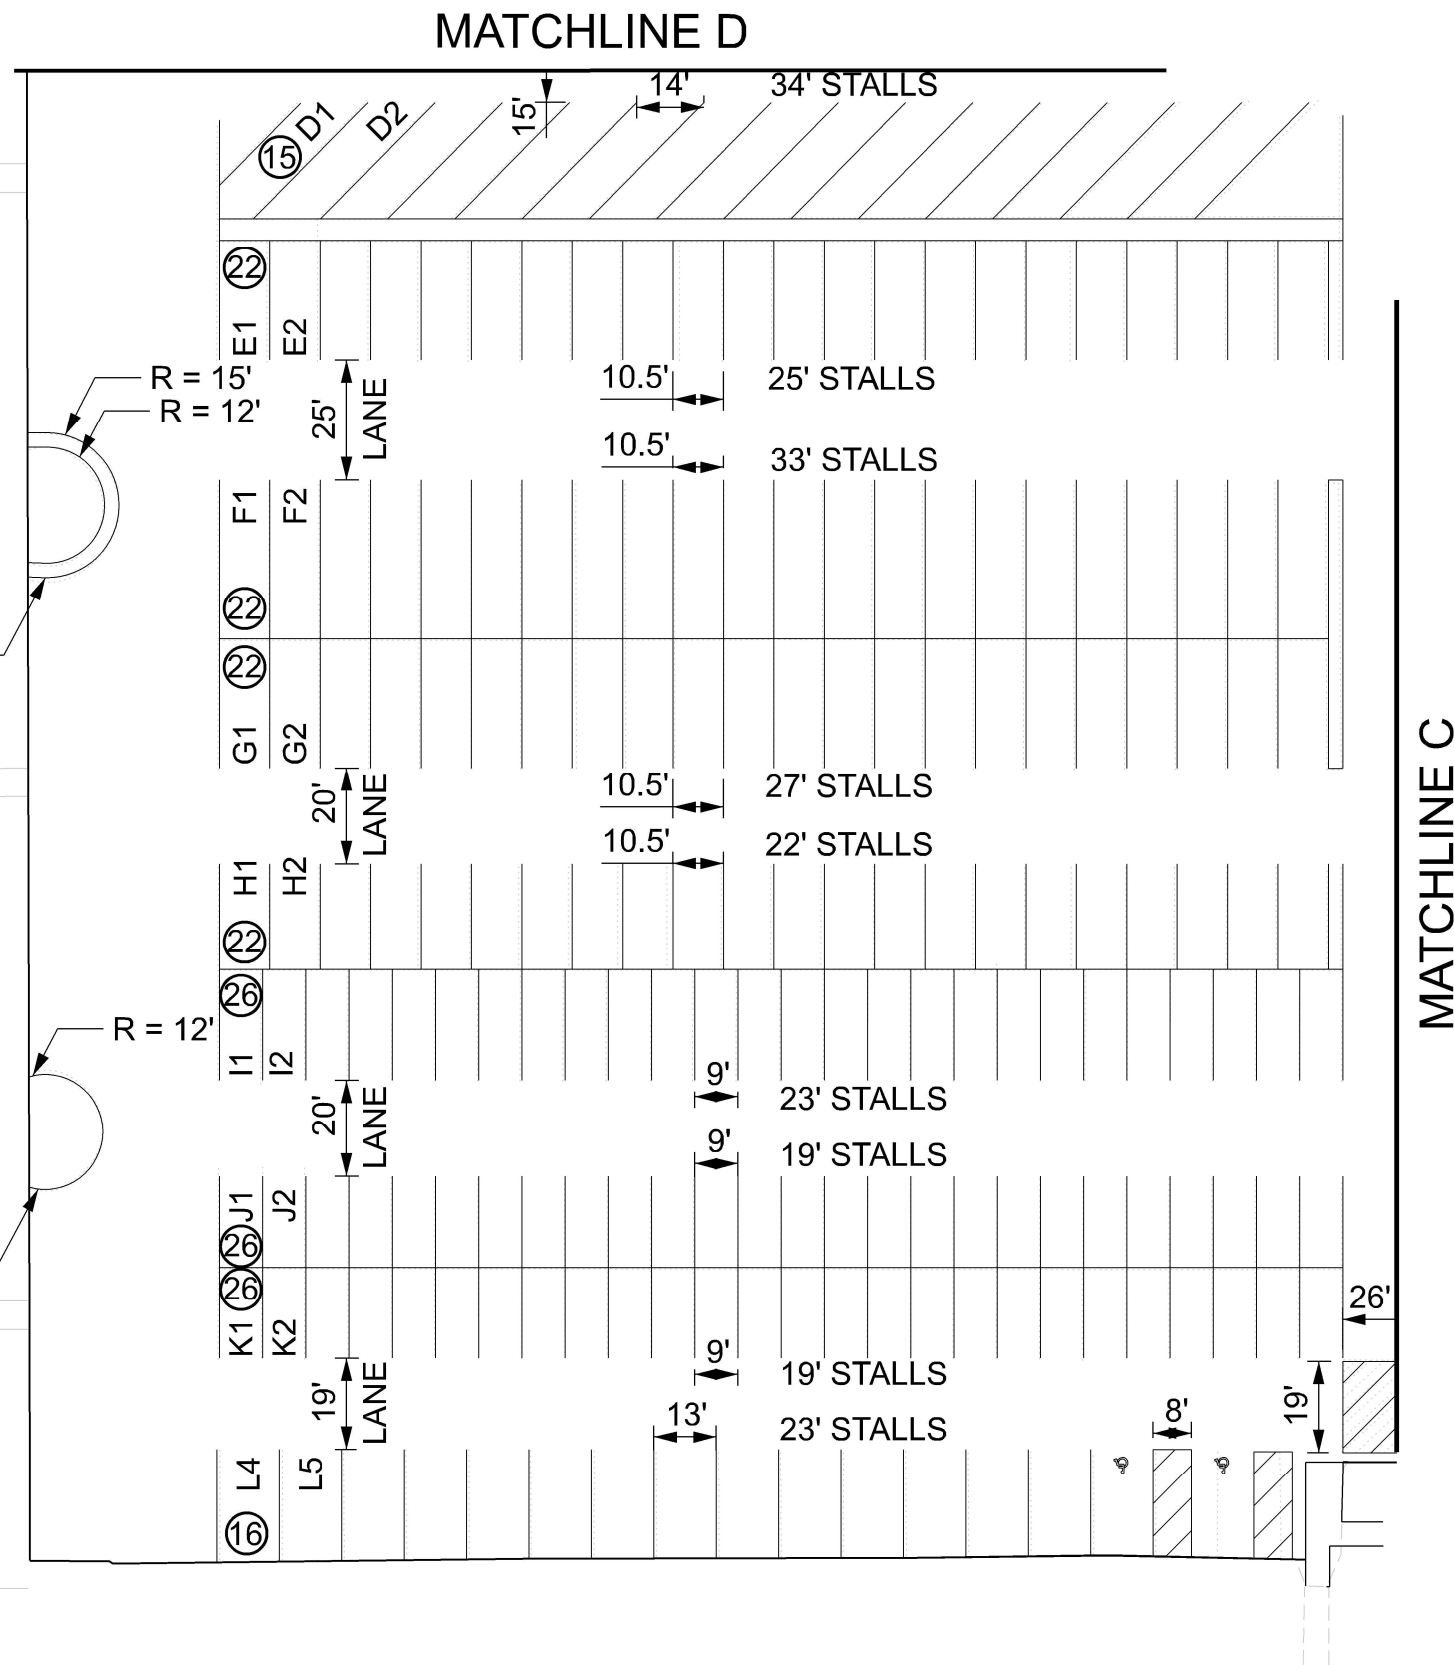 MATCHLINE D
14'
34' STALLS
15'
D1
D2
15
22
E1
E2
R = 15'
R = 12'
25'
LANE
10.5'
25' STALLS
10.5'
33' STALLS
F1
F2
22
22
G1
G2
20'
LANE
10.5'
27' STALLS
10.5'
22' STALLS
H1
H2
22
26
R = 12'
I1
I2
20'
LANE
9'
23' STALLS
9'
19' STALLS
J1
J2
26
26
K1
K2
26'
MATCHLINE C
9'
19' STALLS
19'
LANE
13'
23' STALLS
8'
19'
L4
L5
16